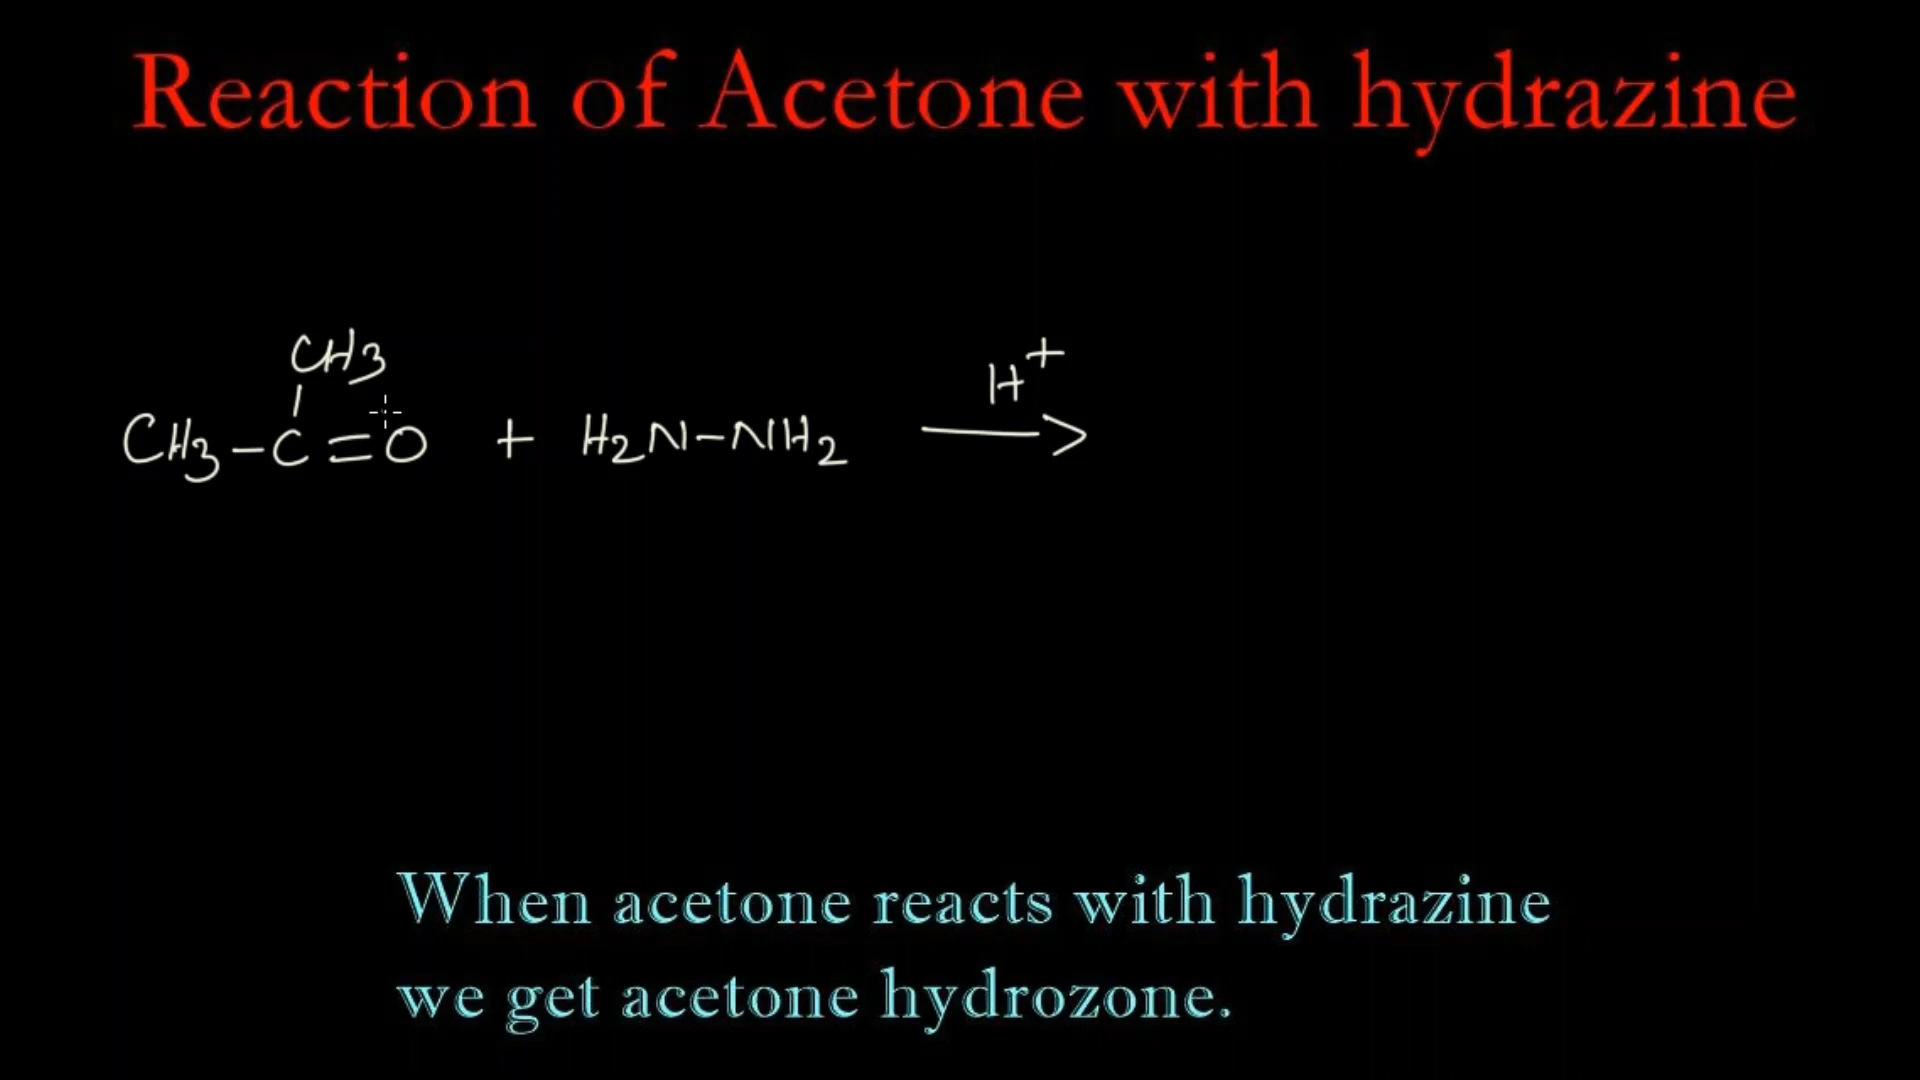 Reaction of Acetone with hydrazine
CH3
CH3-C=O + H2N-NH2 ⟶ H+
When acetone reacts with hydrazine
we get acetone hydrozone.